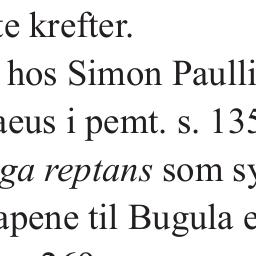 te krefter.
hos Simon Paulli
aeus i pemt. s. 135
ga reptans som sy
apene til Bugula e